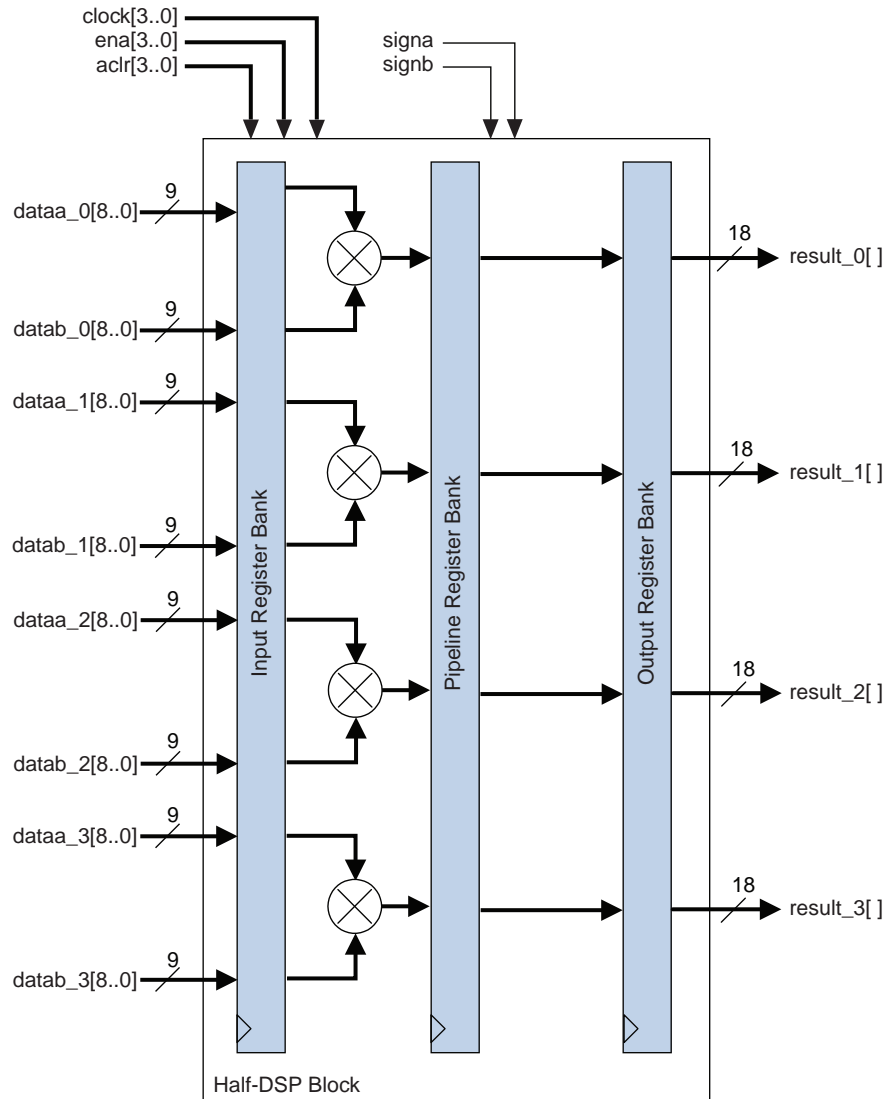 clock[3..0]
ena[3..0]
aclr[3..0]
signa
signb
9
dataa_0[8..0]
18
result_0[ ]
9
datab_0[8..0]
9
dataa_1[8..0]
18
result_1[ ]
9
datab_1[8..0]
9
dataa_2[8..0]
18
result_2[ ]
9
datab_2[8..0]
9
dataa_3[8..0]
18
result_3[ ]
9
datab_3[8..0]
Input Register Bank
Pipeline Register Bank
Output Register Bank
Half-DSP Block